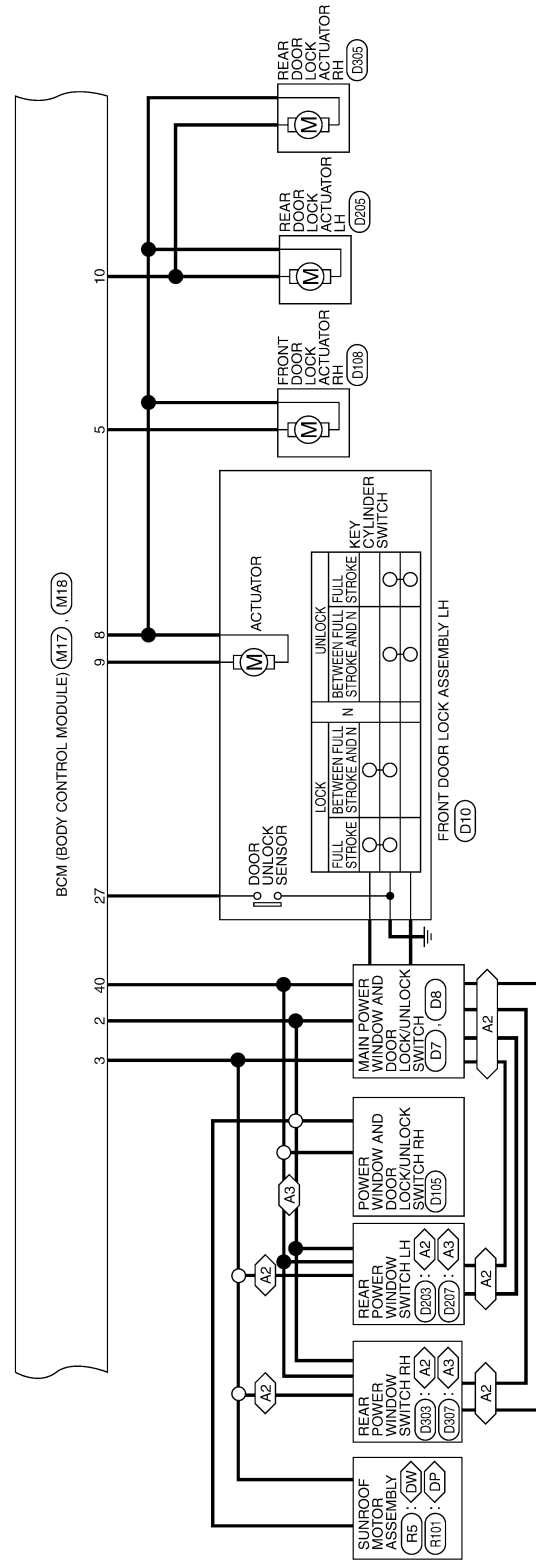 BCM (BODY CONTROL MODULE) M17 , M18
3
2
40
27
9
8
5
10
A2
A2
A3
SUNROOF
MOTOR
ASSEMBLY
R5 : DW
R101 : DP
REAR
POWER
WINDOW
SWITCH RH
D303 : A2
D307 : A3
A2
REAR
POWER
WINDOW
SWITCH LH
D203 : A2
D207 : A3
A2
POWER
WINDOW AND
DOOR
LOCK/UNLOCK
SWITCH RH
D105
MAIN POWER
WINDOW AND
DOOR
LOCK/UNLOCK
SWITCH
D7 , D8
A2
DOOR
UNLOCK
SENSOR
M
ACTUATOR
LOCK
N
UNLOCK
FULL
STROKE
BETWEEN FULL
STROKE AND N
BETWEEN FULL
STROKE AND N
FULL
STROKE
KEY
CYLINDER
SWITCH
FRONT DOOR LOCK ASSEMBLY LH
D10
M
FRONT
DOOR
LOCK
ACTUATOR
RH
D108
M
REAR
DOOR
LOCK
ACTUATOR
LH
D205
M
REAR
DOOR
LOCK
ACTUATOR
RH
D305